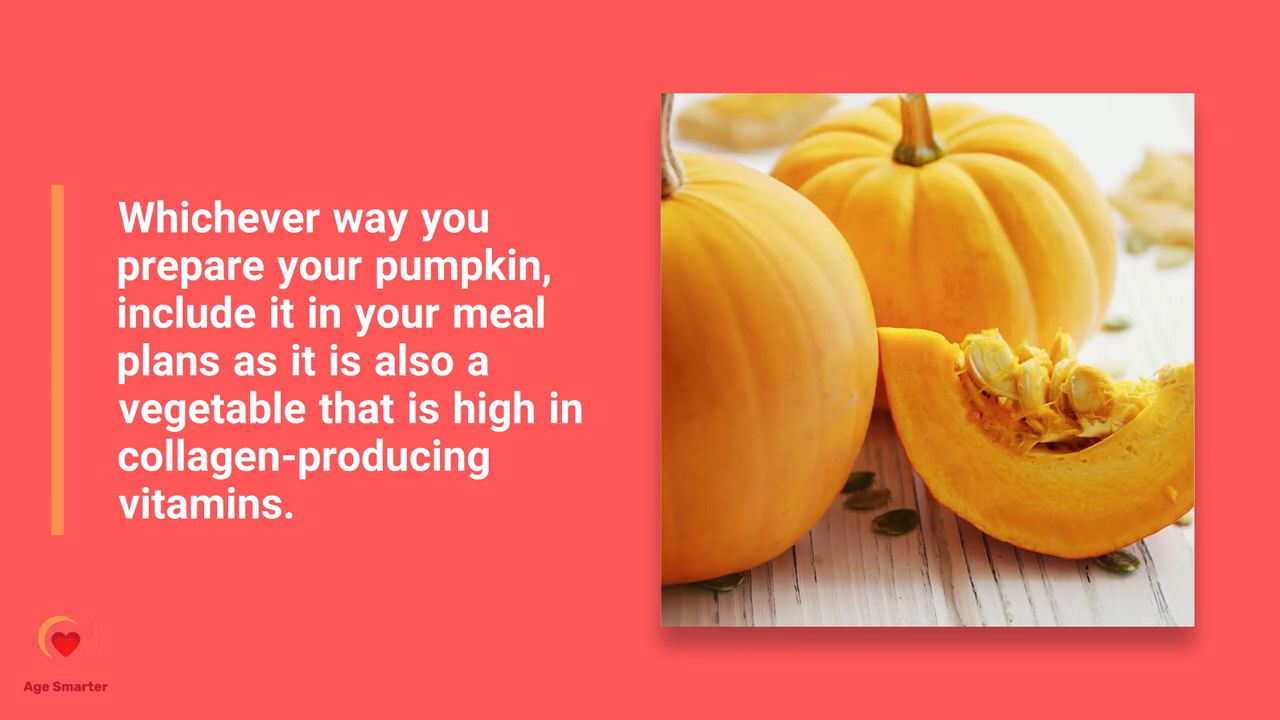 Whichever way you
prepare your pumpkin,
include it in your meal
plans as it is also a
vegetable that is high in
collagen-producing
vitamins.
Age Smarter